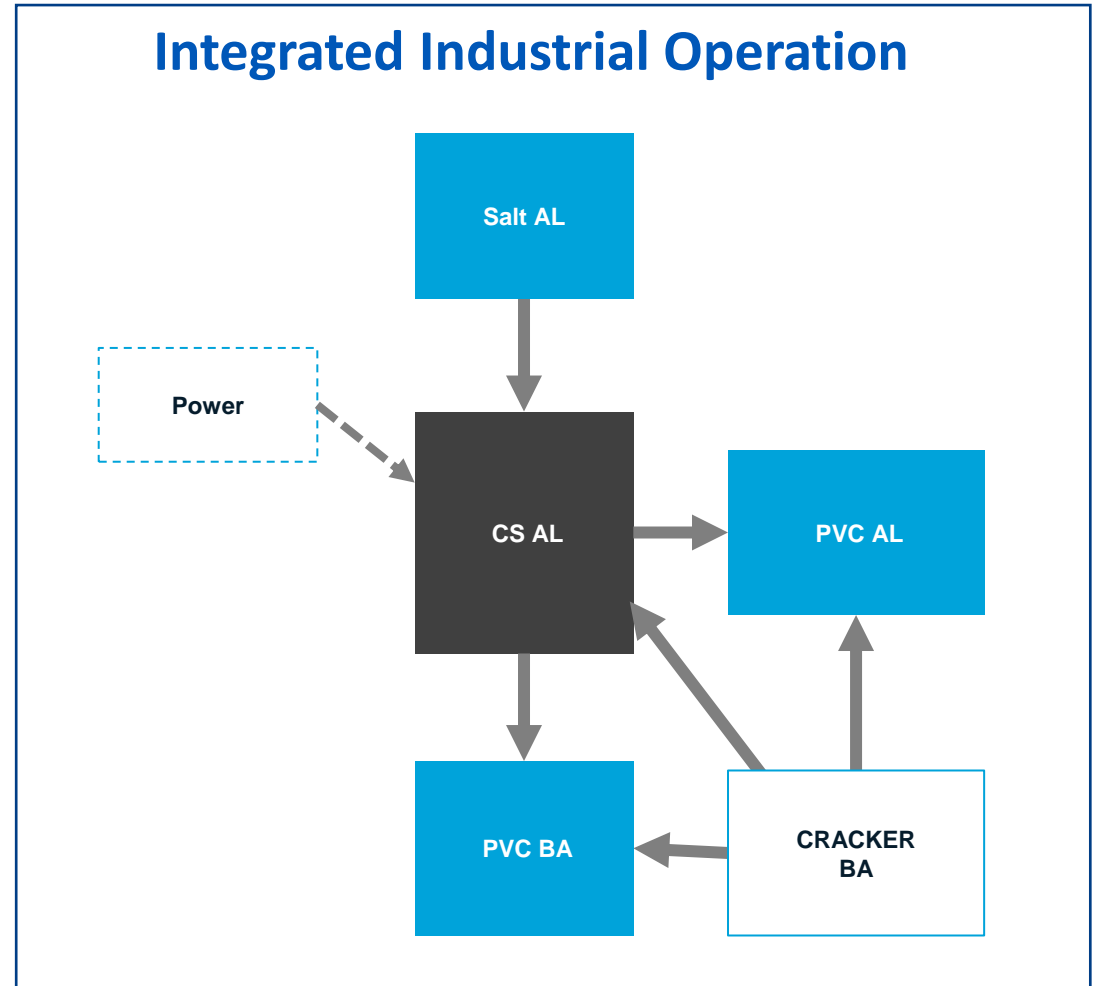 Integrated Industrial Operation
Salt AL
Power
CS AL
PVC AL
PVC BA
CRACKER
BA